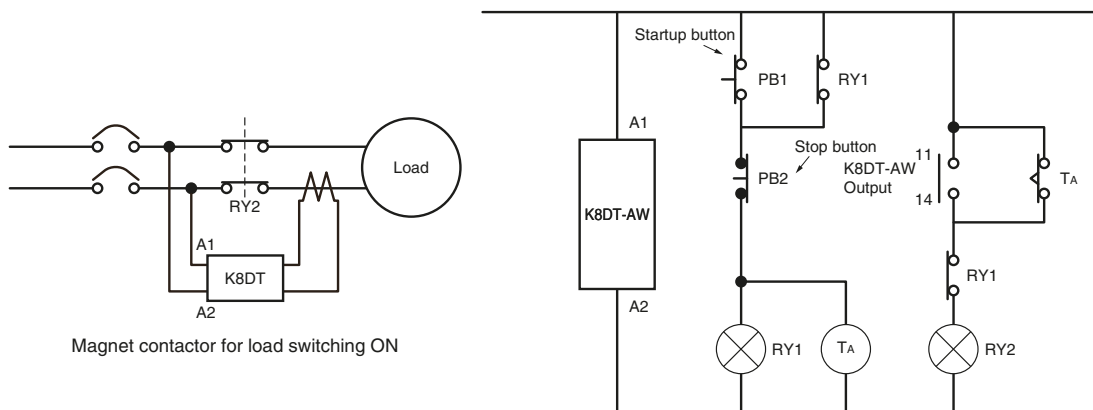 Load
RY2
A1
K8DT
A2
Magnet contactor for load switching ON
Startup button
PB1
RY1
A1
K8DT-AW
A2
Stop button
PB2
11
K8DT-AW
Output
14
TA
RY1
RY1
TA
RY2